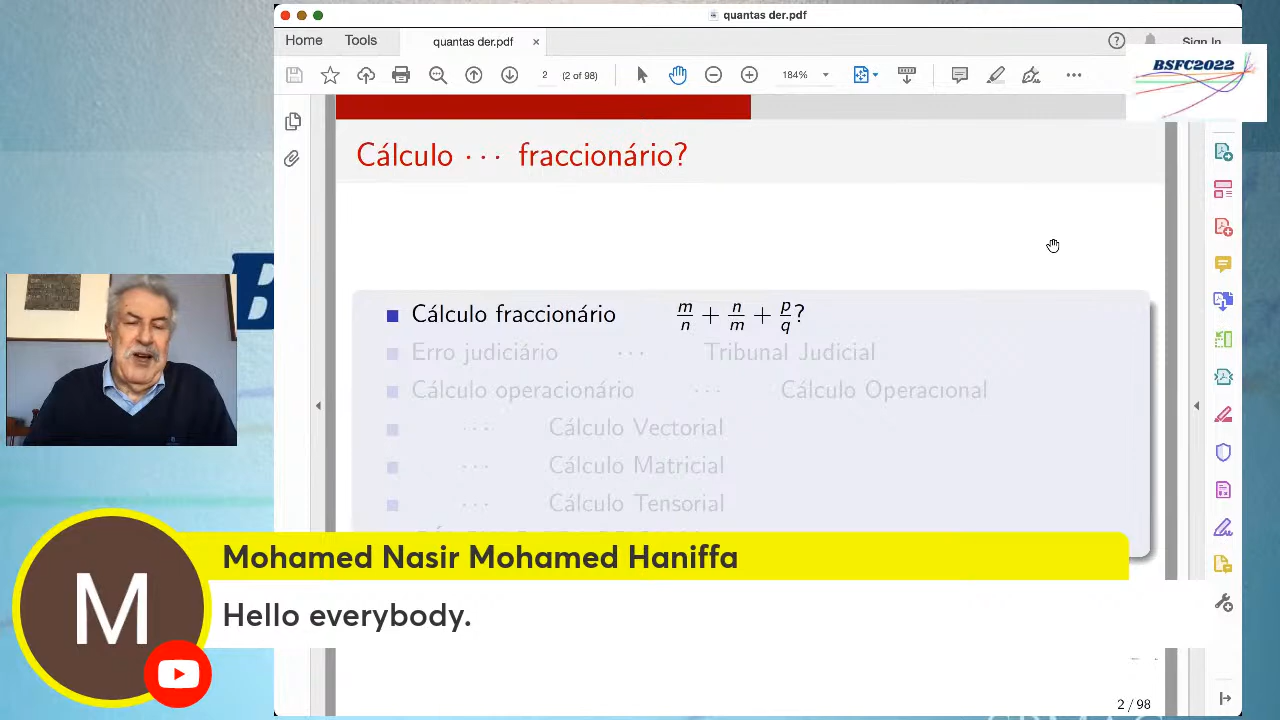 quantas der.pdf
Home
Tools
quantas der.pdf
Sign In
2
(2 of 98)
184%
BSFC2022
Cálculo ··· fraccionário?
Cálculo fraccionário m/n + n/m + p/q?
Erro judiciário ··· Tribunal Judicial
Cálculo operacionário ··· Cálculo Operacional
··· Cálculo Vectorial
··· Cálculo Matricial
··· Cálculo Tensorial
M
Mohamed Nasir Mohamed Haniffa
Hello everybody.
2 / 98